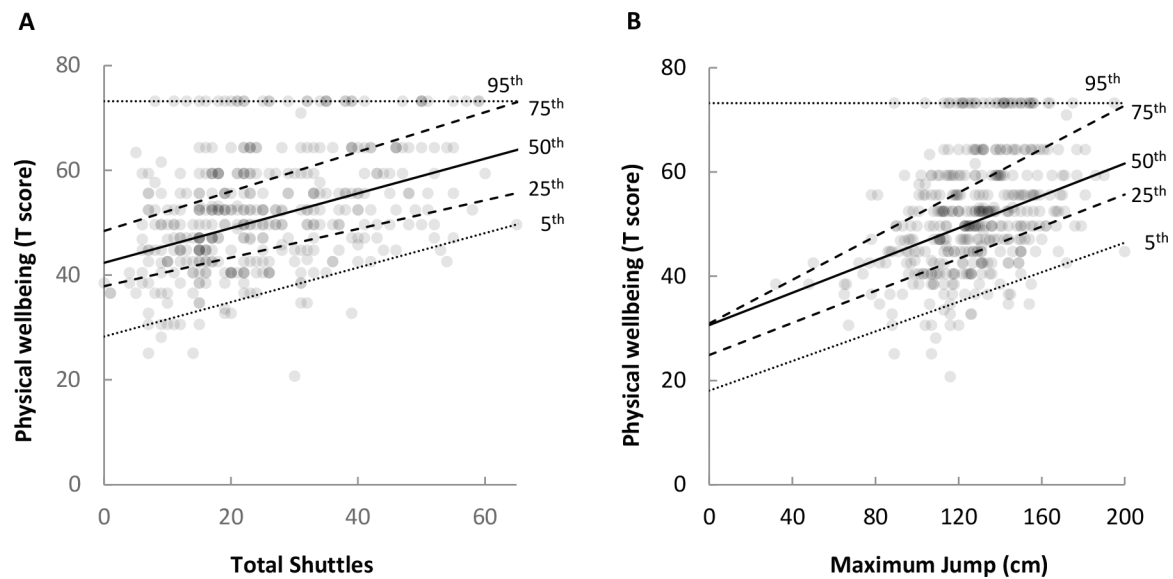 A
Physical wellbeing (T score)
80
60
40
20
0
0 20 40 60
Total Shuttles
95th
75th
50th
25th
5th
B
Physical wellbeing (T score)
80
60
40
20
0
0 40 80 120 160 200
Maximum Jump (cm)
95th
75th
50th
25th
5th